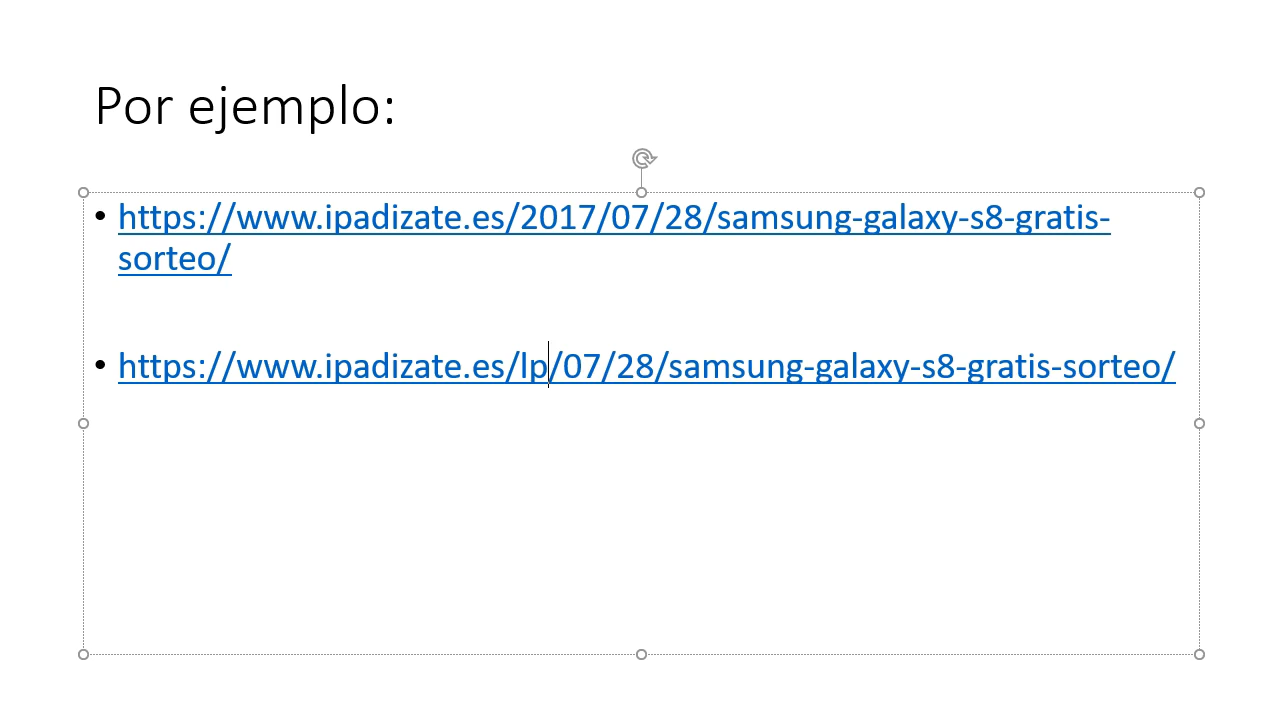 Por ejemplo:
• https://www.ipadizate.es/2017/07/28/samsung-galaxy-s8-gratis-
sorteo/
• https://www.ipadizate.es/lp/07/28/samsung-galaxy-s8-gratis-sorteo/